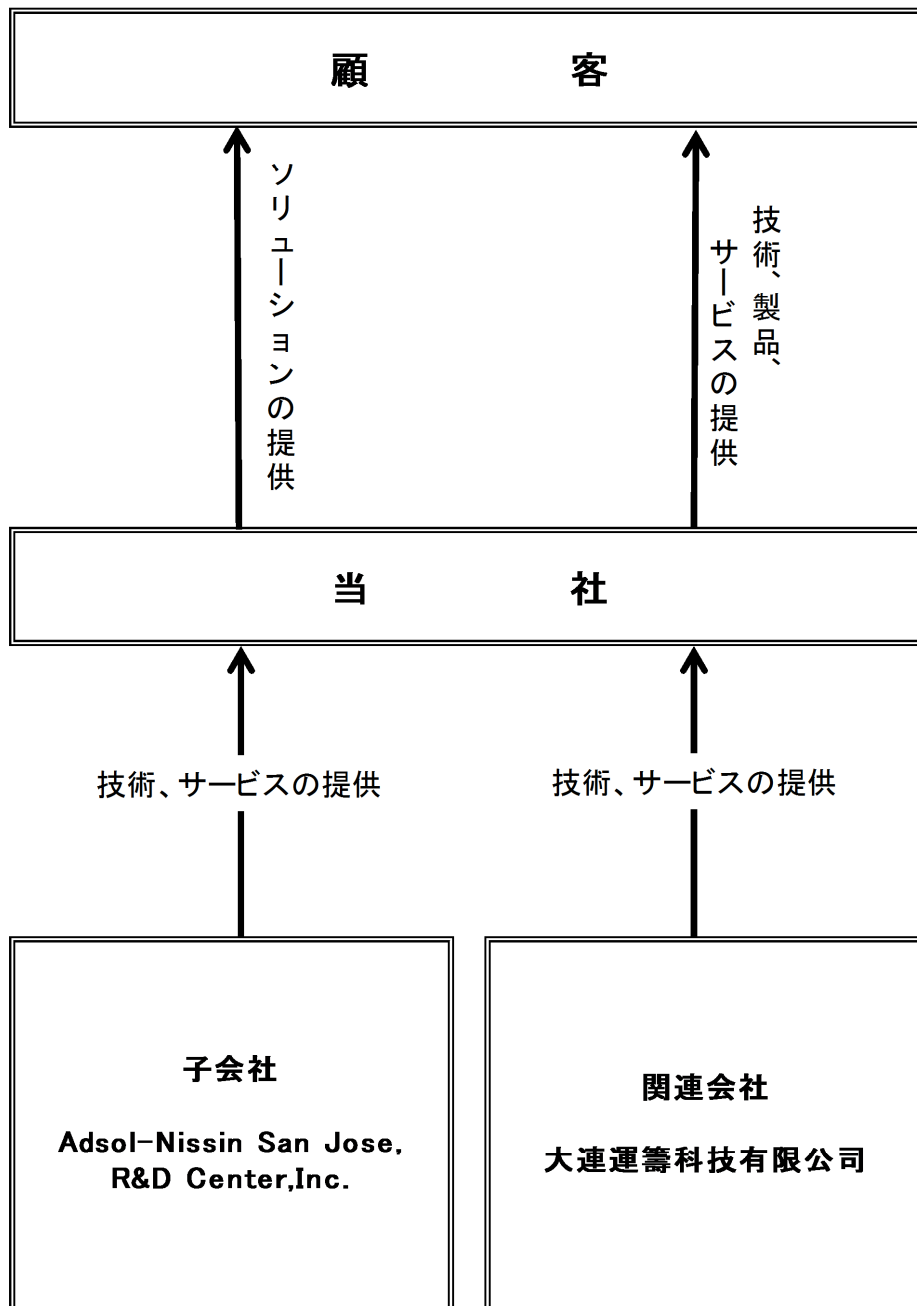 顧 客
ソリューションの提供
技術、製品、
サービスの提供
当 社
技術、サービスの提供
技術、サービスの提供
子会社
Adsol-Nissin San Jose,
R&D Center,Inc.
関連会社
大連運籌科技有限公司